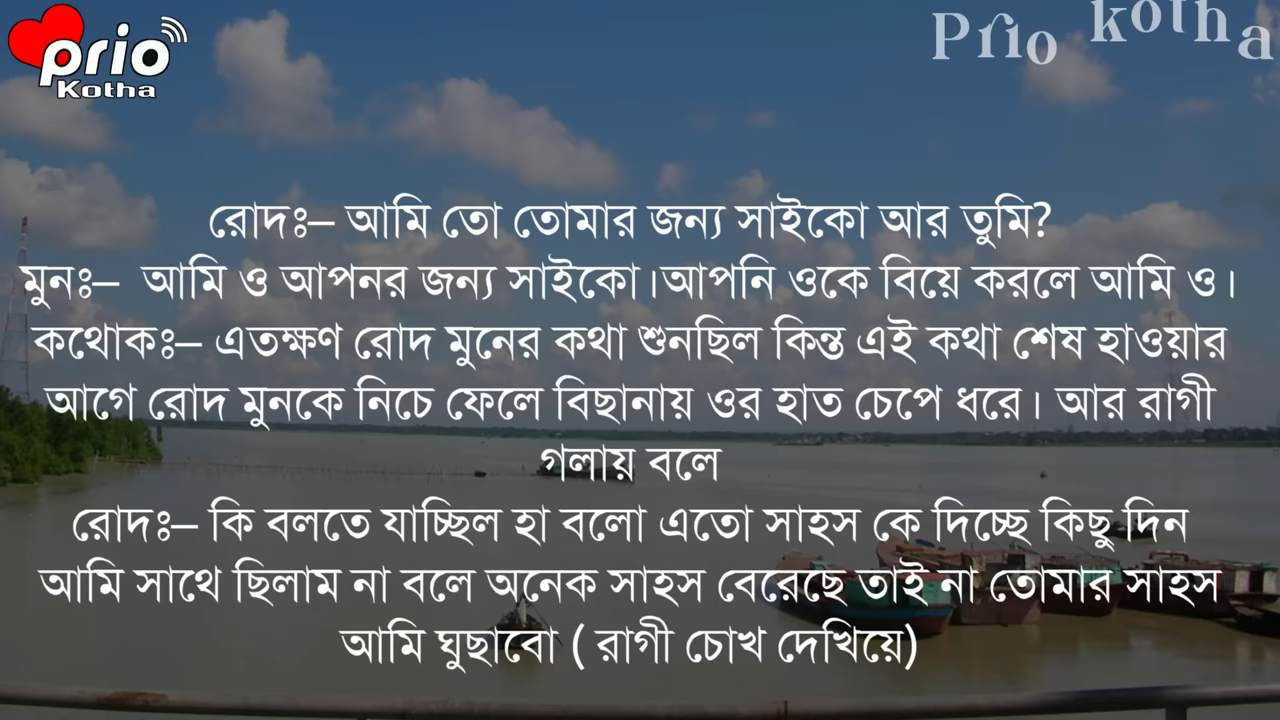 prio
Kotha
Prio kotha
রোদঃ– আমি তো তোমার জন্য সাইকো আর তুমি?
মুনঃ– আমি ও আপনর জন্য সাইকো।আপনি ওকে বিয়ে করলে আমি ও।
কথোকঃ– এতক্ষণ রোদ মুনের কথা শুনছিল কিন্ত এই কথা শেষ হাওয়ার
আগে রোদ মুনকে নিচে ফেলে বিছানায় ওর হাত চেপে ধরে। আর রাগী
গলায় বলে
রোদঃ– কি বলতে যাচ্ছিল হা বলো এতো সাহস কে দিচ্ছে কিছু দিন
আমি সাথে ছিলাম না বলে অনেক সাহস বেরেছে তাই না তোমার সাহস
আমি ঘুছাবো ( রাগী চোখ দেখিয়ে)